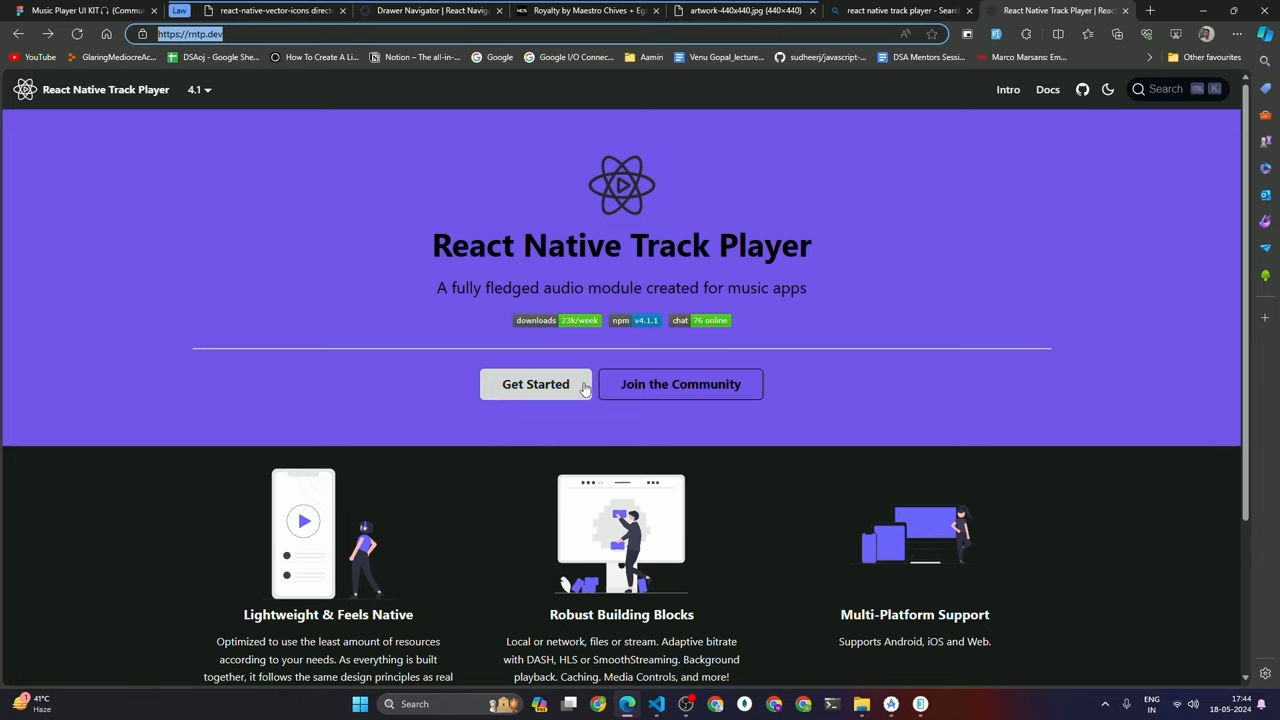 Music Player UI KIT🎧 (Commu
Law
react-native-vector-icons direct
Drawer Navigator | React Naviga
Royalty by Maestro Chives + Eg
artwork-440x440.jpg (440×440)
react native track player - Search
React Native Track Player | Reac
https://rntp.dev
YouTube
GlaringMediocreAc...
DSAoj - Google She...
How To Create A Li...
Notion – The all-in-...
Google
Google I/O Connec...
Aamin
Venu Gopal_lecture...
sudheerj/javascript-...
DSA Mentors Sessi...
Marco Marsans: Em...
Other favourites
React Native Track Player
4.1
Intro
Docs
Search
K
React Native Track Player
A fully fledged audio module created for music apps
downloads 23k/week
npm v4.1.1
chat 76 online
Get Started
Join the Community
Lightweight & Feels Native
Optimized to use the least amount of resources
according to your needs. As everything is built
together, it follows the same design principles as real
Robust Building Blocks
Local or network, files or stream. Adaptive bitrate
with DASH, HLS or SmoothStreaming. Background
playback. Caching. Media Controls, and more!
Multi-Platform Support
Supports Android, iOS and Web.
41°C
Haze
Search
ENG
IN
17:44
18-05-2024